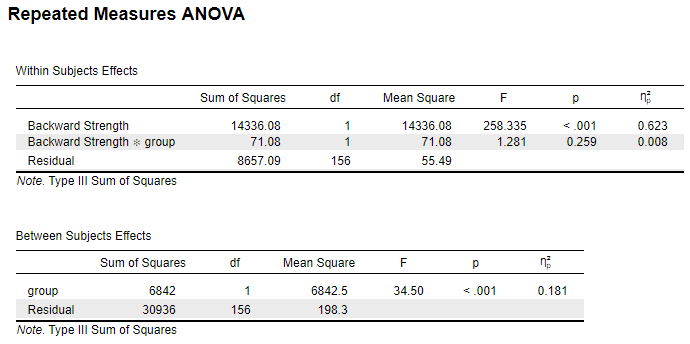 Repeated Measures ANOVA
Within Subjects Effects
Sum of Squares df Mean Square F p η²p
Backward Strength 14336.08 1 14336.08 258.335 < .001 0.623
Backward Strength ✻ group 71.08 1 71.08 1.281 0.259 0.008
Residual 8657.09 156 55.49
Note. Type III Sum of Squares
Between Subjects Effects
Sum of Squares df Mean Square F p η²p
group 6842 1 6842.5 34.50 < .001 0.181
Residual 30936 156 198.3
Note. Type III Sum of Squares